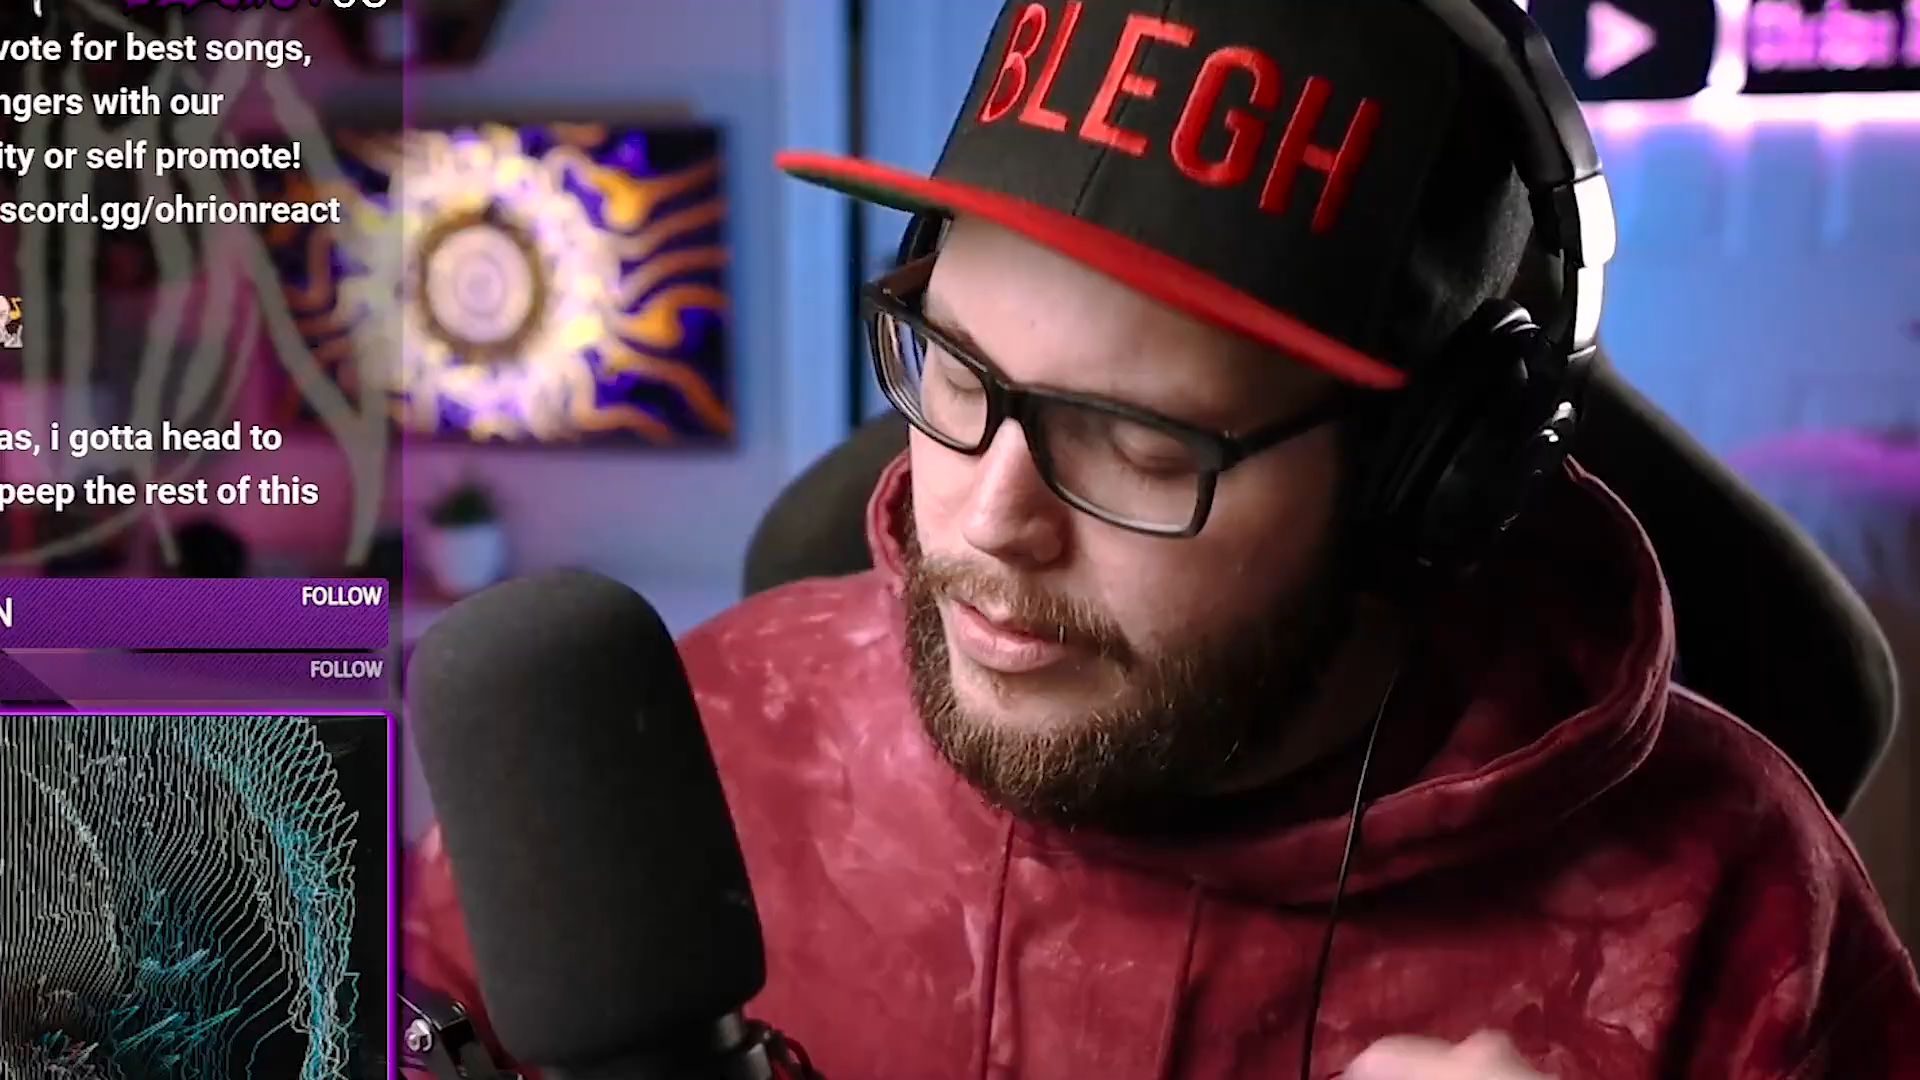 vote for best songs,
ngers with our
ity or self promote!
scord.gg/ohrionreact
as, i gotta head to
peep the rest of this
N
FOLLOW
FOLLOW
BLEGH